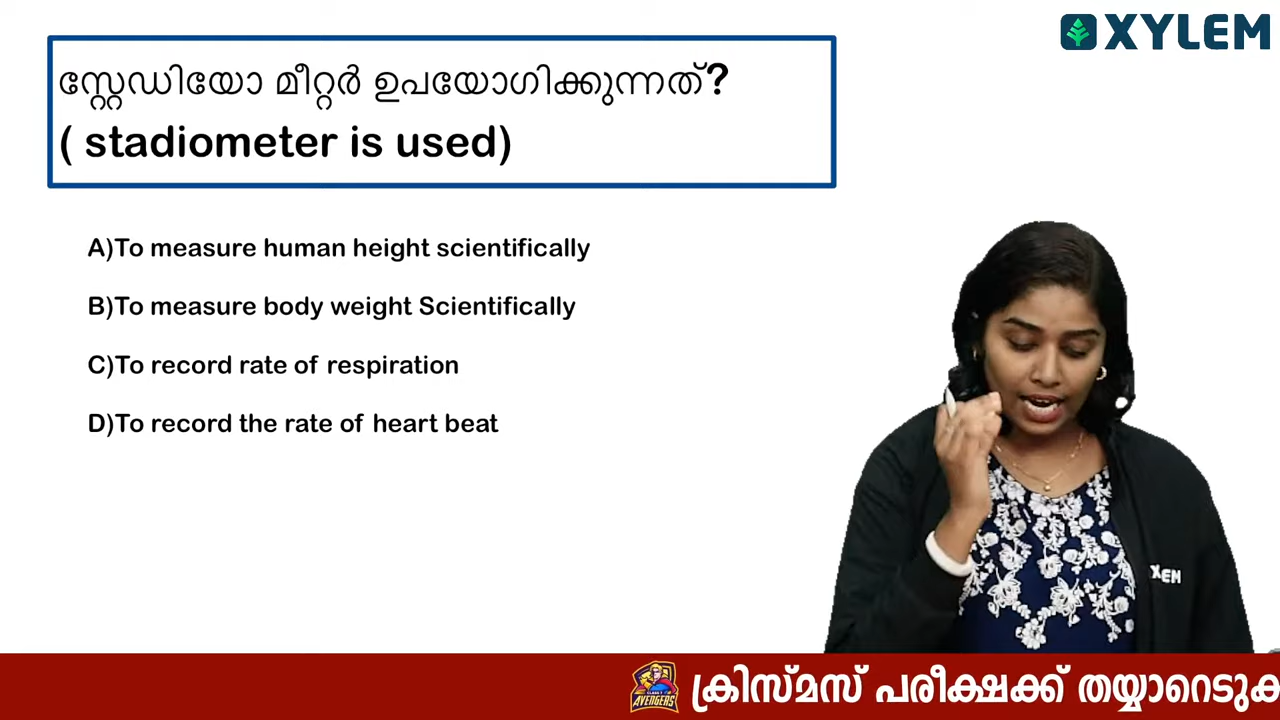 XYLEM
സ്റ്റേഡിയോ മീറ്റർ ഉപയോഗിക്കുന്നത്?
( stadiometer is used)
A)To measure human height scientifically
B)To measure body weight Scientifically
C)To record rate of respiration
D)To record the rate of heart beat
XEM
AVENGERS
ക്രിസ്മസ് പരീക്ഷക്ക് തയ്യാറെടുക